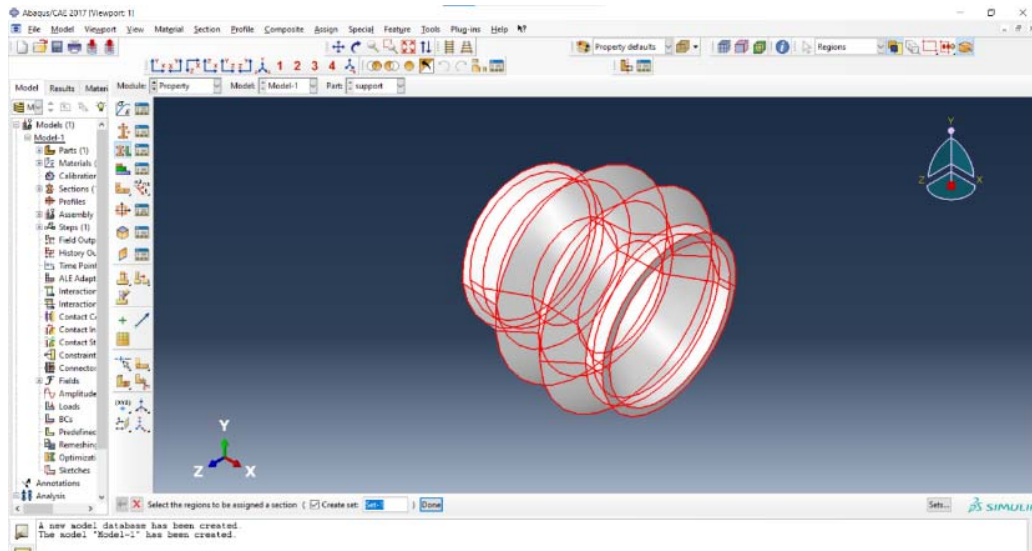 Abaqus/CAE 2017 [Viewport: 1]
File Model Viewport View Material Section Profile Composite Assign Special Feature Tools Plug-ins Help
Property defaults
Regions
1 2 3 4
Model Results Materi Module: Property Model: Model-1 Part: support
Models (1)
Model-1
Parts (1)
Materials (
Calibration
Sections (
Profiles
Assembly
Steps (1)
Field Outp
History Ou
Time Point
ALE Adapt
Interaction
Interaction
Contact Co
Contact In
Contact St
Constraint
Connector
Fields
Amplitude
Loads
BCs
Predefined
Remeshing
Optimizati
Sketches
Annotations
Analysis
Y
Z X
Y
Z X
Select the regions to be assigned a section ( Create set: Set-1 ) Done Sets... SIMULI
A new model database has been created.
The model "Model-1" has been created.